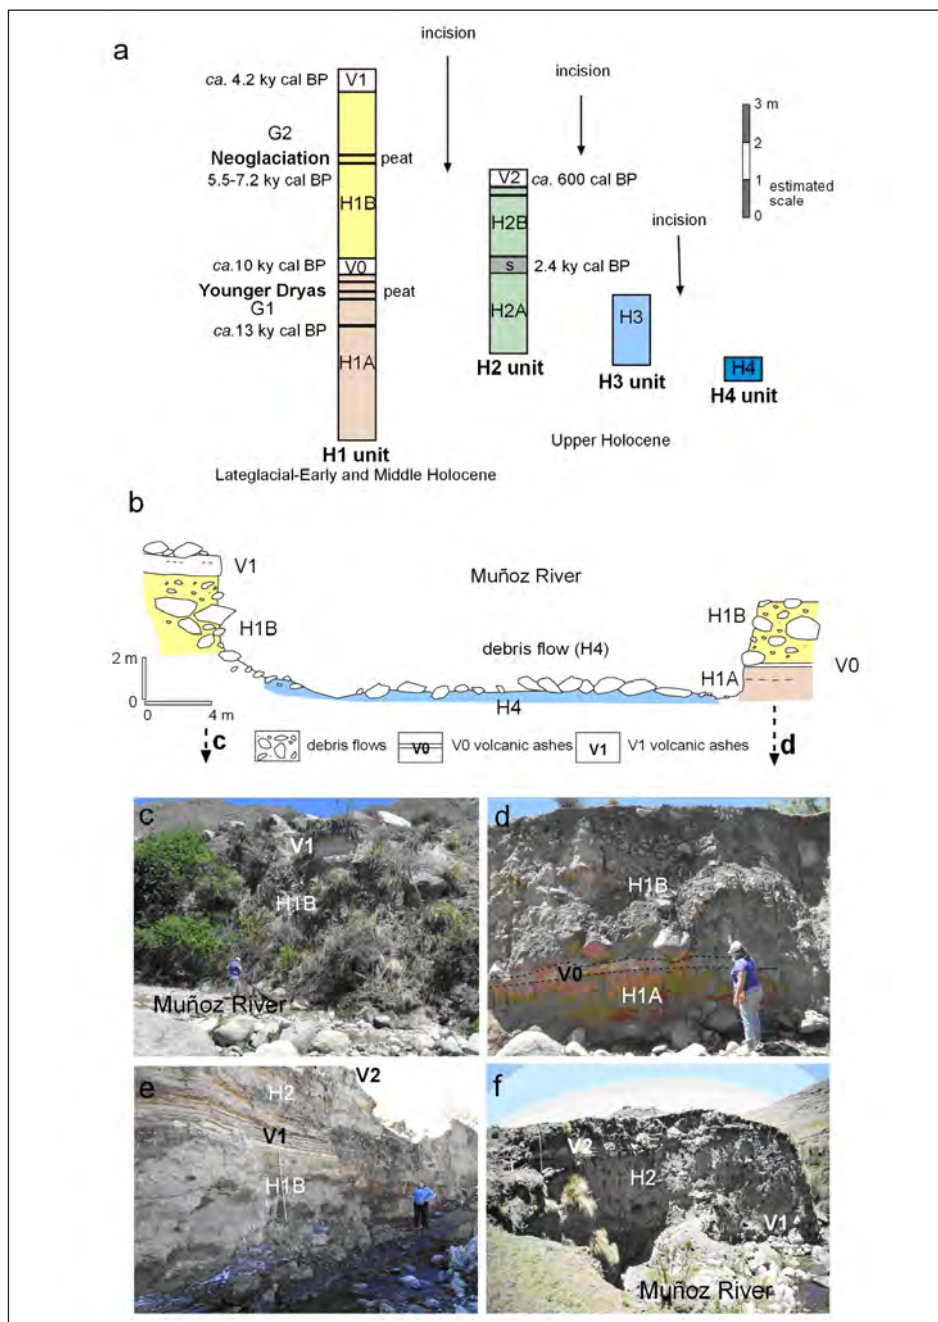 a
incision
incision
incision
ca. 4.2 ky cal BP
V1
G2
Neoglaciation
peat
5.5-7.2 ky cal BP
H1B
ca.10 ky cal BP
V0
Younger Dryas
peat
G1
ca.13 ky cal BP
H1A
H1 unit
Lateglacial-Early and Middle Holocene
V2
ca. 600 cal BP
H2B
s
2.4 ky cal BP
H2A
H2 unit
H3
H3 unit
H4
H4 unit
Upper Holocene
3 m
2
1
0
estimated
scale
b
V1
H1B
2 m
0
0 4 m
Muñoz River
debris flow (H4)
H4
H1B
H1A
V0
c
d
debris flows
V0
V0 volcanic ashes
V1
V1 volcanic ashes
c
V1
H1B
Muñoz River
d
H1B
V0
H1A
e
V2
H2
V1
H1B
f
V2
H2
V1
Muñoz River